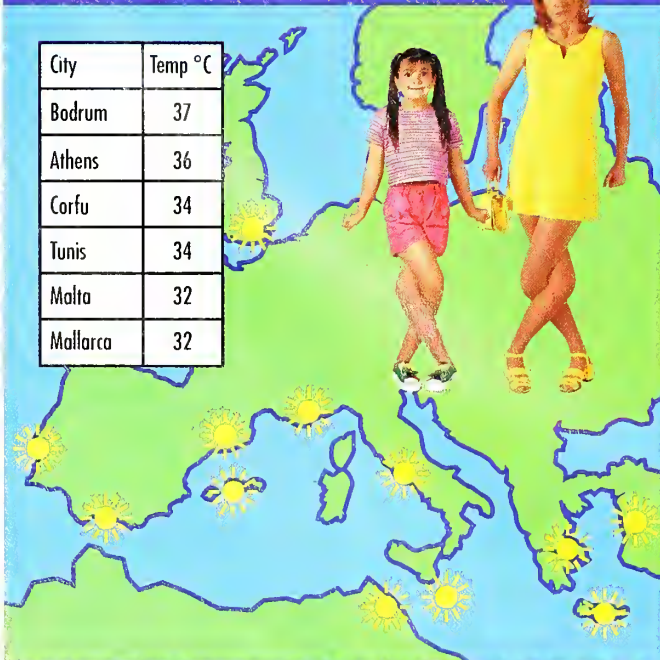 City Temp °C
Bodrum 37
Athens 36
Corfu 34
Tunis 34
Malta 32
Mallarca 32